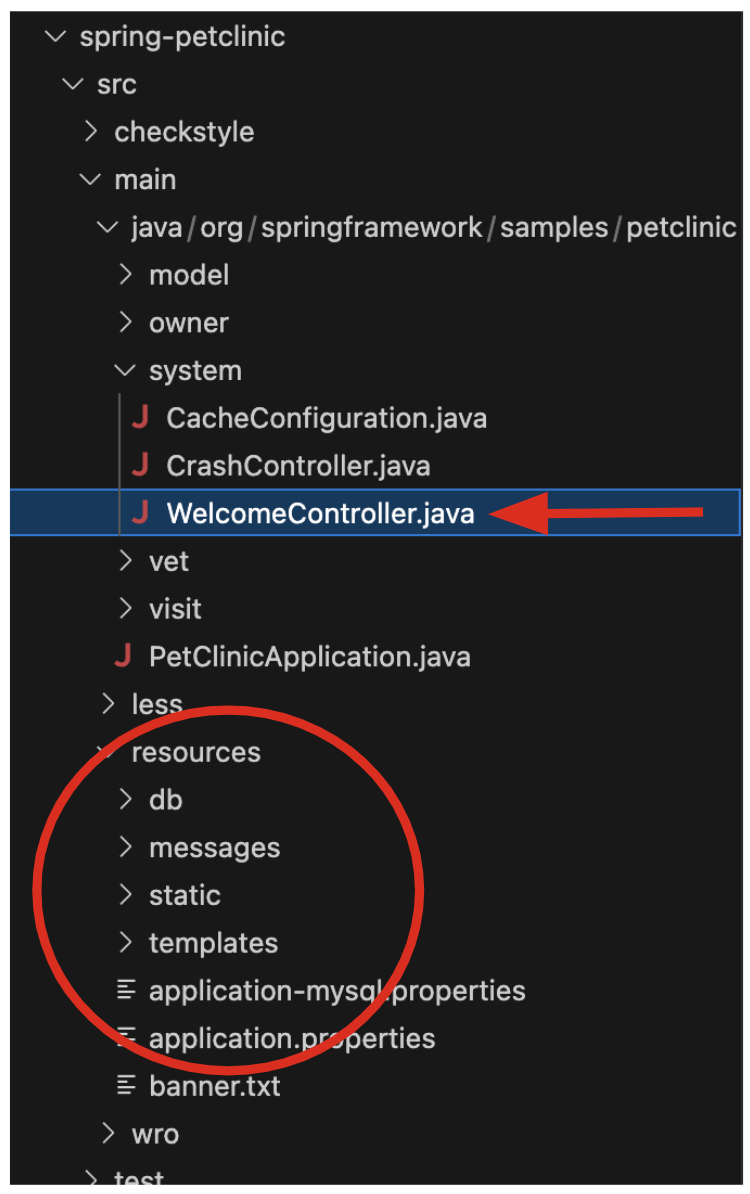 spring-petclinic
src
checkstyle
main
java/org/springframework/samples/petclinic
model
owner
system
J CacheConfiguration.java
J CrashController.java
J WelcomeController.java
vet
visit
J PetClinicApplication.java
less
resources
db
messages
static
templates
application-mysql.properties
application.properties
banner.txt
wro
test